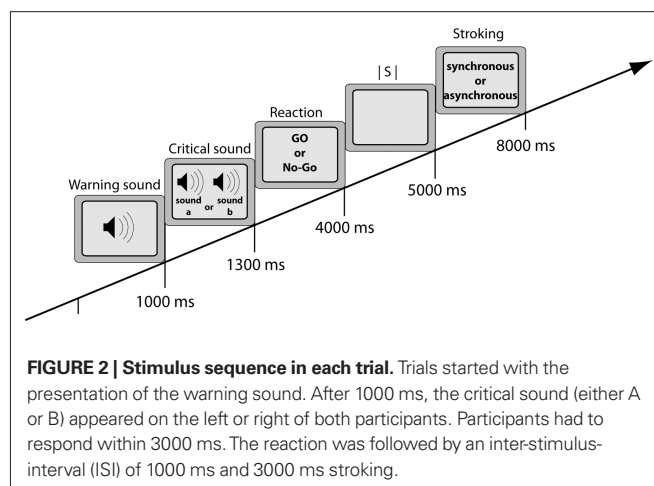 Stroking
synchronous
or
asynchronous
| S |
8000 ms
Reaction
GO
or
No-Go
5000 ms
Critical sound
sound a or sound b
4000 ms
Warning sound
1300 ms
1000 ms
FIGURE 2 | Stimulus sequence in each trial. Trials started with the
presentation of the warning sound. After 1000 ms, the critical sound (either A
or B) appeared on the left or right of both participants. Participants had to
respond within 3000 ms. The reaction was followed by an inter-stimulus-
interval (ISI) of 1000 ms and 3000 ms stroking.